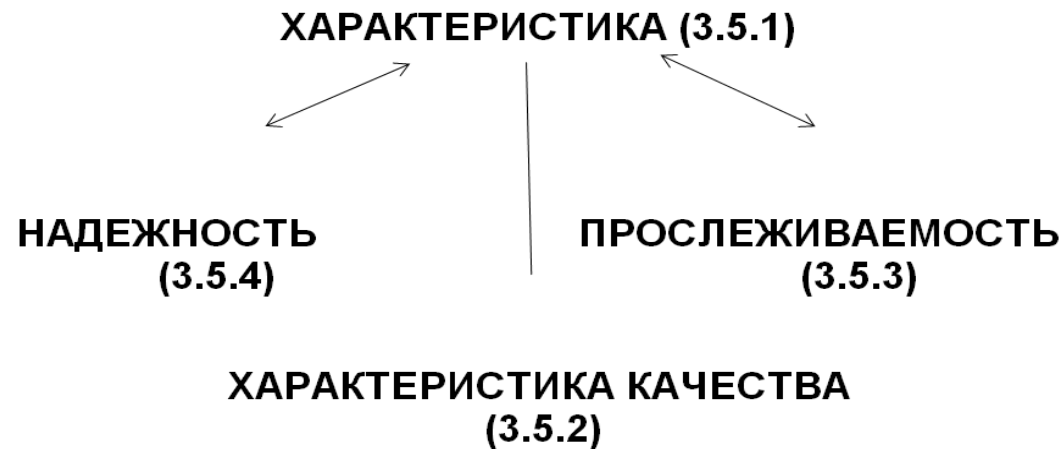 ХАРАКТЕРИСТИКА (3.5.1)
НАДЕЖНОСТЬ
(3.5.4)
ПРОСЛЕЖИВАЕМОСТЬ
(3.5.3)
ХАРАКТЕРИСТИКА КАЧЕСТВА
(3.5.2)